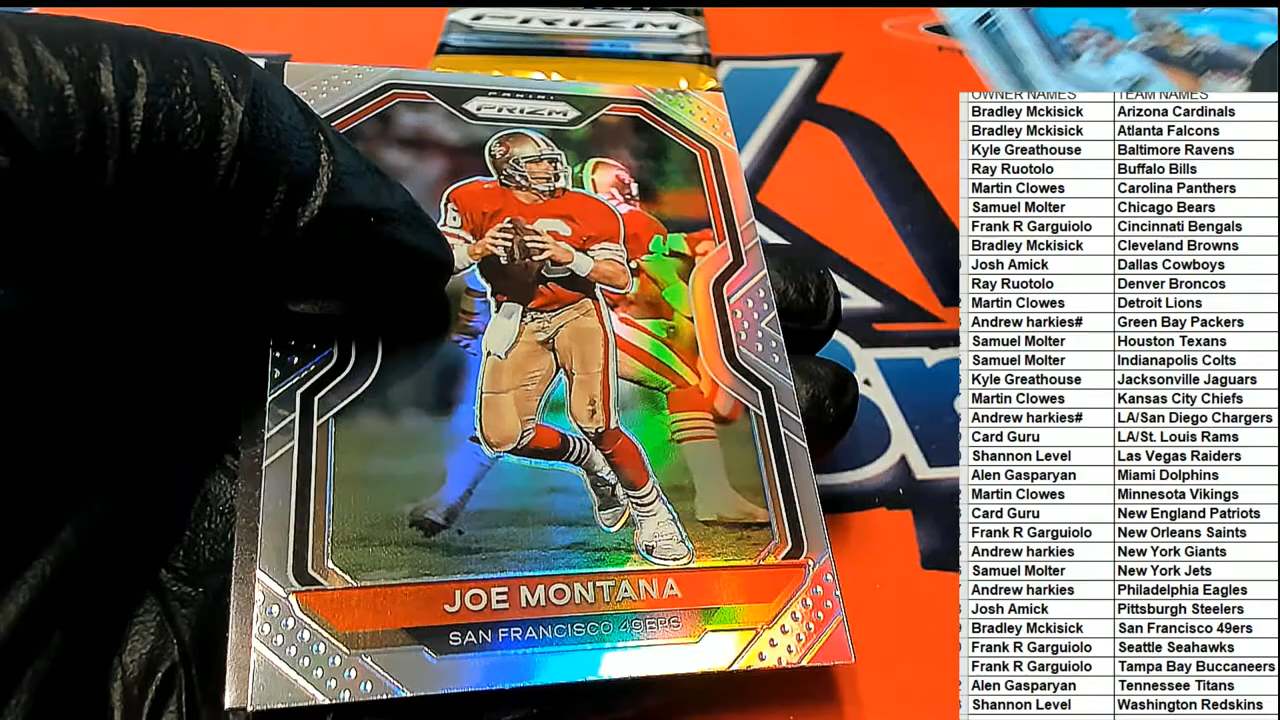 PRIZM
PANINI
PRIZM
16
JOE MONTANA
SAN FRANCISCO 49ERS
OWNER NAMES TEAM NAMES
Bradley Mckisick Arizona Cardinals
Bradley Mckisick Atlanta Falcons
Kyle Greathouse Baltimore Ravens
Ray Ruotolo Buffalo Bills
Martin Clowes Carolina Panthers
Samuel Molter Chicago Bears
Frank R Garguiolo Cincinnati Bengals
Bradley Mckisick Cleveland Browns
Josh Amick Dallas Cowboys
Ray Ruotolo Denver Broncos
Martin Clowes Detroit Lions
Andrew harkies# Green Bay Packers
Samuel Molter Houston Texans
Samuel Molter Indianapolis Colts
Kyle Greathouse Jacksonville Jaguars
Martin Clowes Kansas City Chiefs
Andrew harkies# LA/San Diego Chargers
Card Guru LA/St. Louis Rams
Shannon Level Las Vegas Raiders
Alen Gasparyan Miami Dolphins
Martin Clowes Minnesota Vikings
Card Guru New England Patriots
Frank R Garguiolo New Orleans Saints
Andrew harkies New York Giants
Samuel Molter New York Jets
Andrew harkies Philadelphia Eagles
Josh Amick Pittsburgh Steelers
Bradley Mckisick San Francisco 49ers
Frank R Garguiolo Seattle Seahawks
Frank R Garguiolo Tampa Bay Buccaneers
Alen Gasparyan Tennessee Titans
Shannon Level Washington Redskins